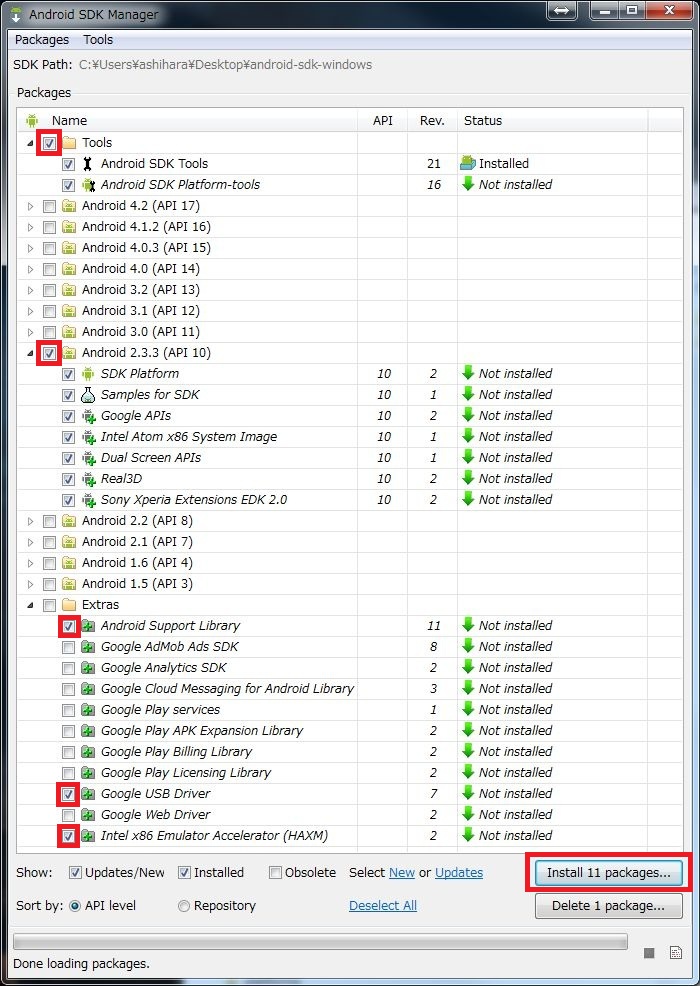 Android SDK Manager
Packages Tools
SDK Path: C:¥Users¥ashihara¥Desktop¥android-sdk-windows
Packages
Name API Rev. Status
Tools
Android SDK Tools 21 Installed
Android SDK Platform-tools 16 Not installed
Android 4.2 (API 17)
Android 4.1.2 (API 16)
Android 4.0.3 (API 15)
Android 4.0 (API 14)
Android 3.2 (API 13)
Android 3.1 (API 12)
Android 3.0 (API 11)
Android 2.3.3 (API 10)
SDK Platform 10 2 Not installed
Samples for SDK 10 1 Not installed
Google APIs 10 2 Not installed
Intel Atom x86 System Image 10 1 Not installed
Dual Screen APIs 10 1 Not installed
Real3D 10 2 Not installed
Sony Xperia Extensions EDK 2.0 10 2 Not installed
Android 2.2 (API 8)
Android 2.1 (API 7)
Android 1.6 (API 4)
Android 1.5 (API 3)
Extras
Android Support Library 11 Not installed
Google AdMob Ads SDK 8 Not installed
Google Analytics SDK 2 Not installed
Google Cloud Messaging for Android Library 3 Not installed
Google Play services 1 Not installed
Google Play APK Expansion Library 2 Not installed
Google Play Billing Library 2 Not installed
Google Play Licensing Library 2 Not installed
Google USB Driver 7 Not installed
Google Web Driver 2 Not installed
Intel x86 Emulator Accelerator (HAXM) 2 Not installed
Show: Updates/New Installed Obsolete Select New or Updates Install 11 packages...
Sort by: API level Repository Deselect All Delete 1 package...
Done loading packages.